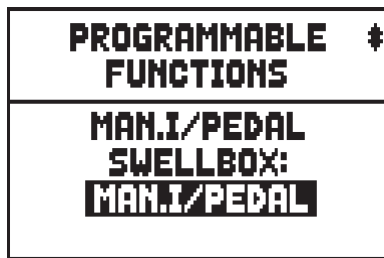 PROGRAMMABLE
FUNCTIONS
MAN.I/PEDAL
SWELLBOX:
MAN.I/PEDAL